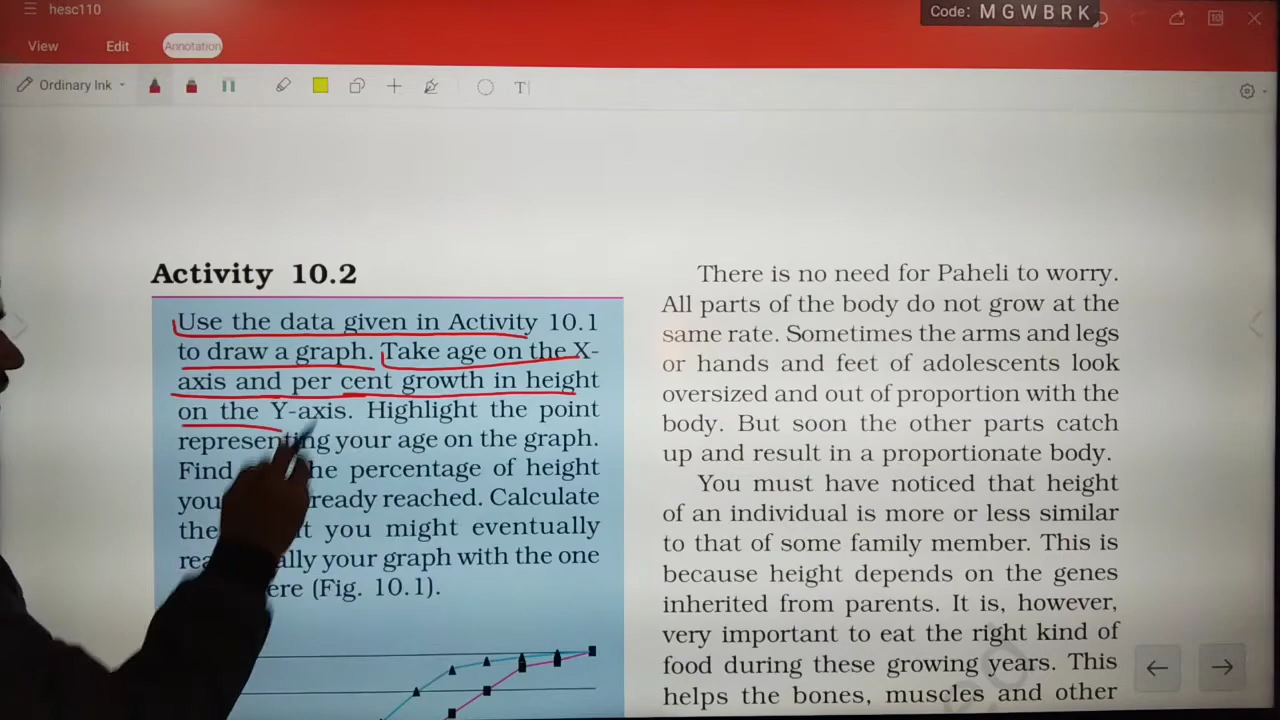 hesc110
Code: M G W B R K
View Edit Annotation
Ordinary Ink
Activity 10.2
Use the data given in Activity 10.1
to draw a graph. Take age on the X-
axis and per cent growth in height
on the Y-axis. Highlight the point
representing your age on the graph.
Find he percentage of height
you ready reached. Calculate
the t you might eventually
rea ally your graph with the one
ere (Fig. 10.1).
There is no need for Paheli to worry.
All parts of the body do not grow at the
same rate. Sometimes the arms and legs
or hands and feet of adolescents look
oversized and out of proportion with the
body. But soon the other parts catch
up and result in a proportionate body.
You must have noticed that height
of an individual is more or less similar
to that of some family member. This is
because height depends on the genes
inherited from parents. It is, however,
very important to eat the right kind of
food during these growing years. This
helps the bones, muscles and other